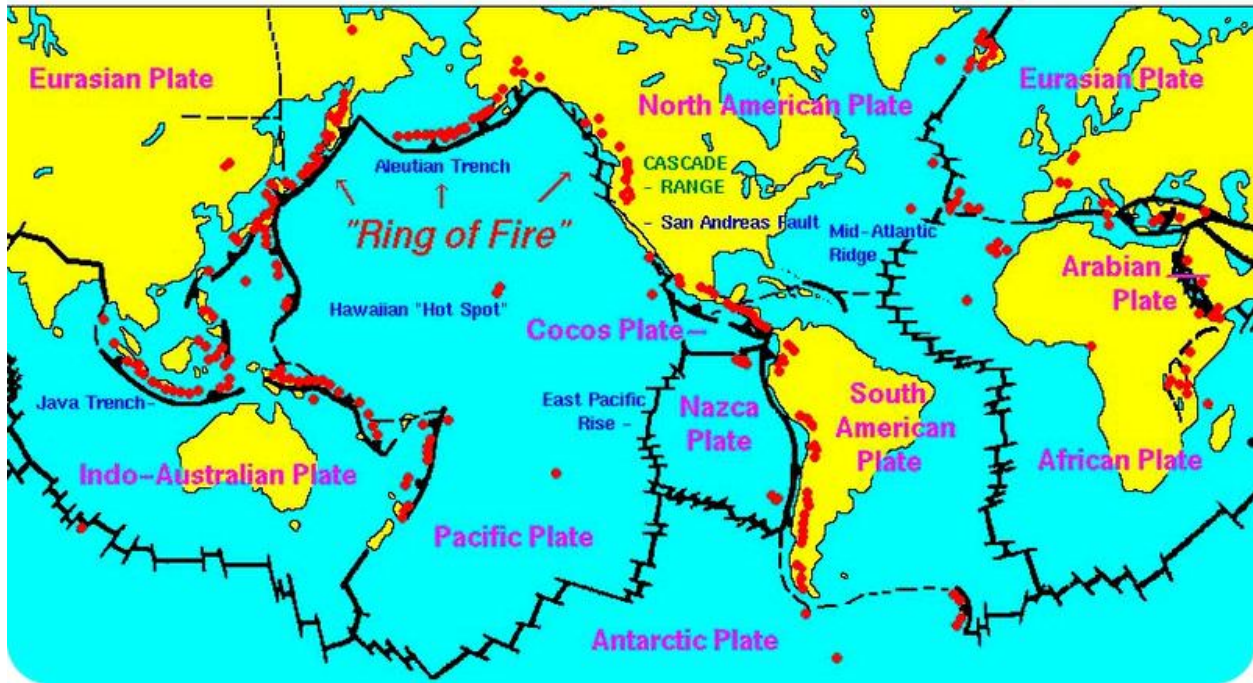 Eurasian Plate
North American Plate
Eurasian Plate
Aleutian Trench
CASCADE
- RANGE
"Ring of Fire"
- San Andreas Fault
Mid-Atlantic
Ridge
Arabian
Plate
Hawaiian "Hot Spot"
Cocos Plate-
Java Trench-
East Pacific
Rise -
Nazca
Plate
South
American
Plate
Indo-Australian Plate
African Plate
Pacific Plate
Antarctic Plate